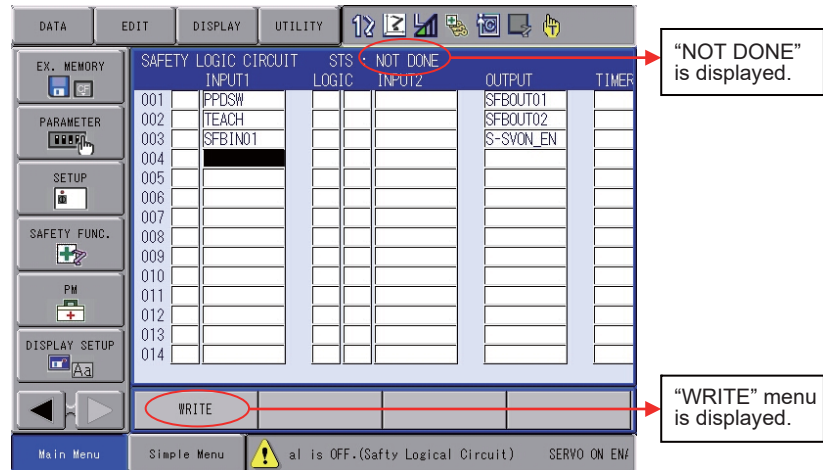 DATA EDIT DISPLAY UTILITY
EX. MEMORY
CF
PARAMETER
SETUP
SAFETY FUNC.
PM
DISPLAY SETUP
Aa
SAFETY LOGIC CIRCUIT STS : NOT DONE
INPUT1 LOGIC INPUT2 OUTPUT TIMER
001 PPDSW SFBOUT01
002 TEACH SFBOUT02
003 SFBIN01 S-SVON_EN
004
005
006
007
008
009
010
011
012
013
014
WRITE
Main Menu Simple Menu al is OFF.(Safty Logical Circuit) SERVO ON EN
“NOT DONE”
is displayed.
“WRITE” menu
is displayed.